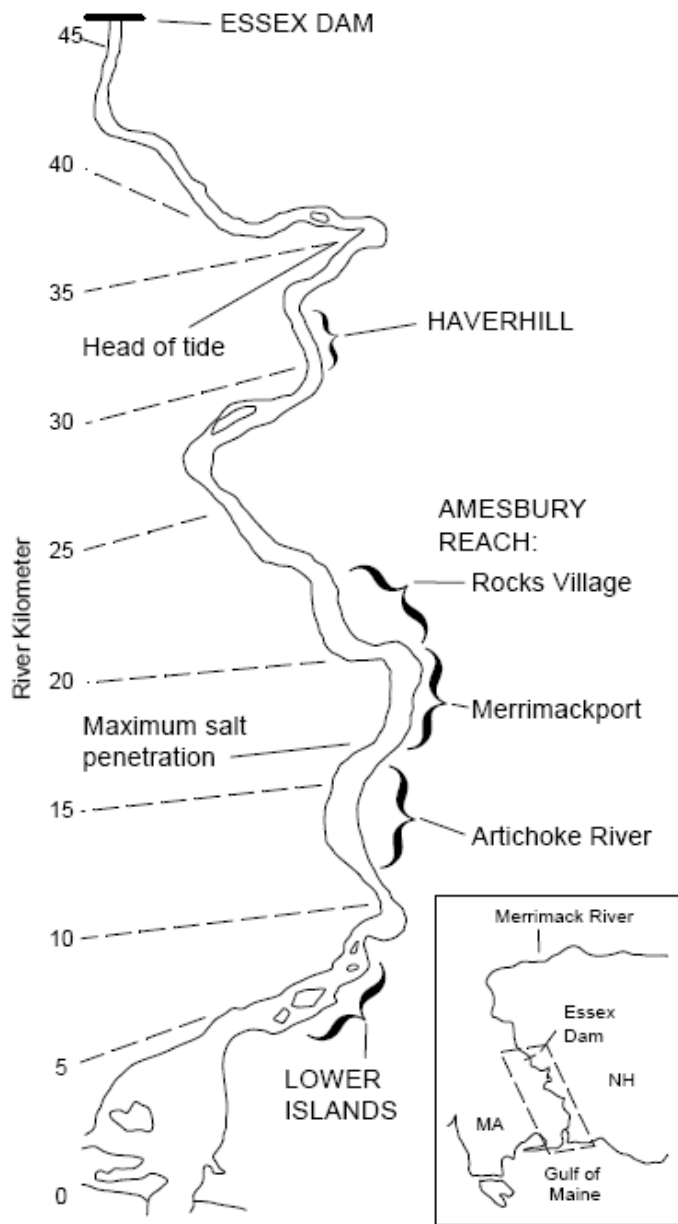 ESSEX DAM
45
40
35
Head of tide
HAVERHILL
30
AMESBURY
REACH:
25
Rocks Village
River Kilometer
20
Merrimackport
Maximum salt
penetration
15
Artichoke River
10
5
LOWER
ISLANDS
0
Merrimack River
Essex
Dam
NH
MA
Gulf of
Maine